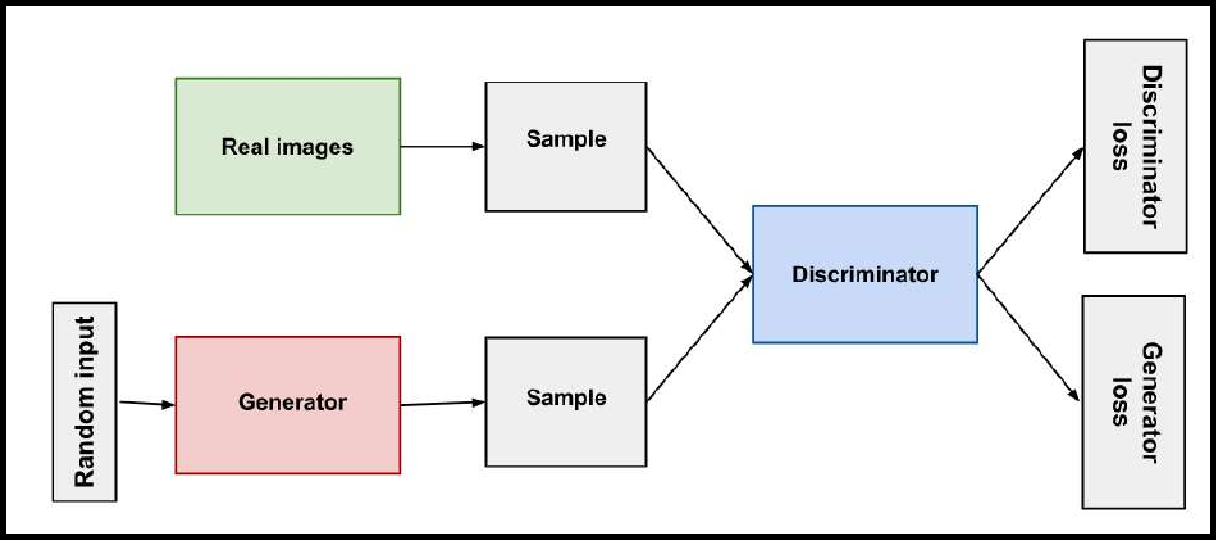 Real images
Sample
Discriminator
loss
Discriminator
Random input
Generator
Sample
Generator
loss